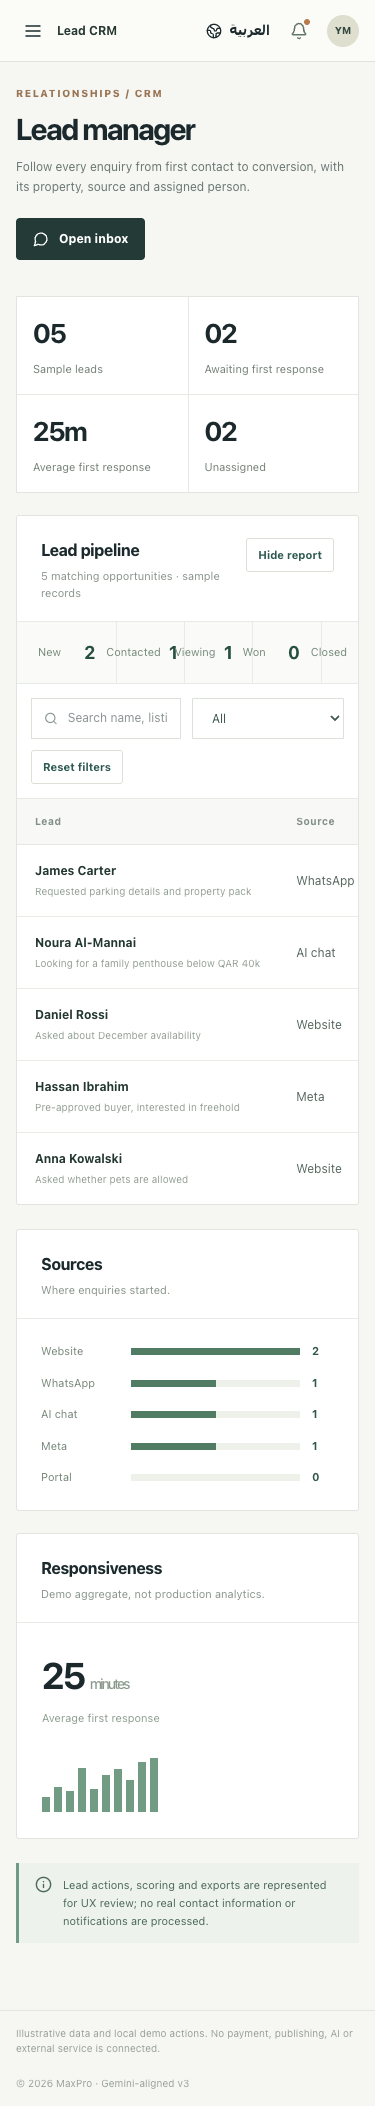 Lead CRM
العربية
YM
RELATIONSHIPS / CRM
Lead manager
Follow every enquiry from first contact to conversion, with
its property, source and assigned person.
Open inbox
05
Sample leads
02
Awaiting first response
25m
Average first response
02
Unassigned
Lead pipeline
5 matching opportunities · sample
records
Hide report
New 2 Contacted 1 Viewing 1 Won 0 Closed
Search name, listi
All
Reset filters
Lead Source
James Carter
Requested parking details and property pack
WhatsApp
Noura Al-Mannai
Looking for a family penthouse below QAR 40k
AI chat
Daniel Rossi
Asked about December availability
Website
Hassan Ibrahim
Pre-approved buyer, interested in freehold
Meta
Anna Kowalski
Asked whether pets are allowed
Website
Sources
Where enquiries started.
Website 2
WhatsApp 1
AI chat 1
Meta 1
Portal 0
Responsiveness
Demo aggregate, not production analytics.
25 minutes
Average first response
Lead actions, scoring and exports are represented
for UX review; no real contact information or
notifications are processed.
Illustrative data and local demo actions. No payment, publishing, AI or
external service is connected.
© 2026 MaxPro · Gemini-aligned v3